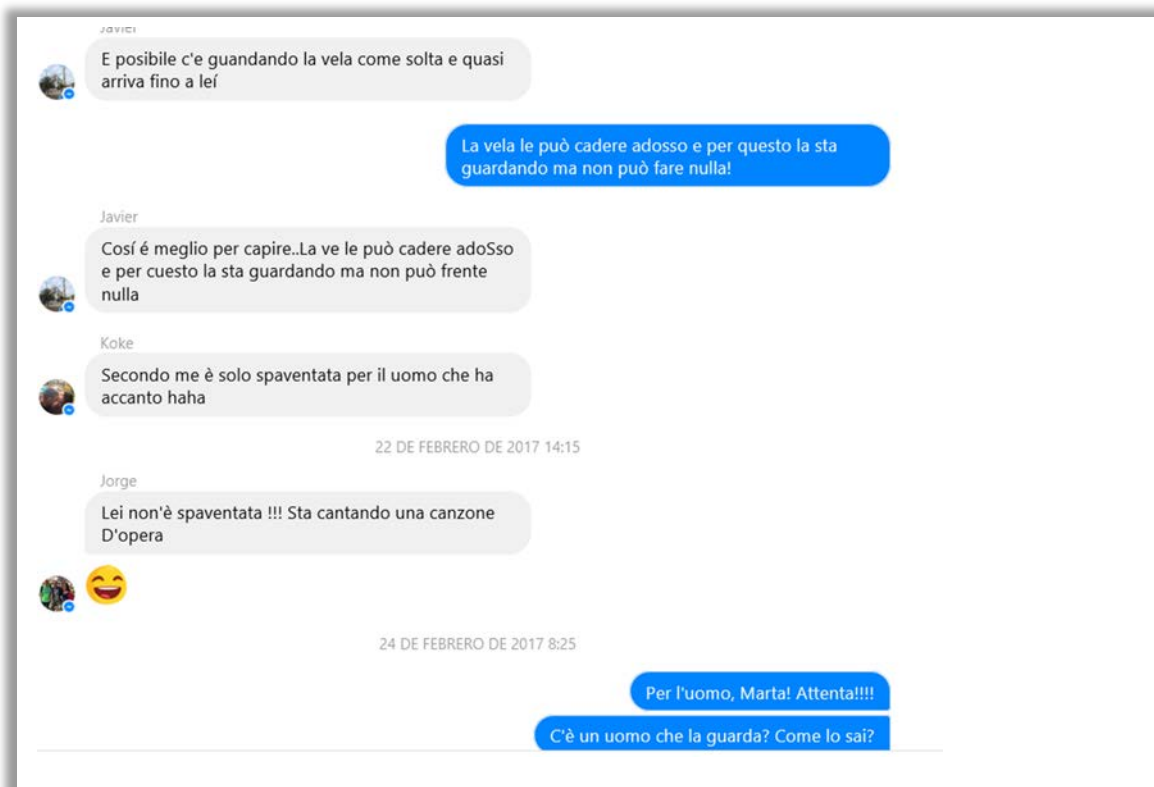 Javier
E posibile c'e guandando la vela come solta e quasi
arriva fino a leí
La vela le può cadere adosso e per questo la sta
guardando ma non può fare nulla!
Javier
Cosí é meglio per capire..La ve le può cadere adoSso
e per cuesto la sta guardando ma non può frente
nulla
Koke
Secondo me è solo spaventata per il uomo che ha
accanto haha
22 DE FEBRERO DE 2017 14:15
Jorge
Lei non'è spaventata !!! Sta cantando una canzone
D'opera
24 DE FEBRERO DE 2017 8:25
Per l'uomo, Marta! Attenta!!!!
C'è un uomo che la guarda? Come lo sai?